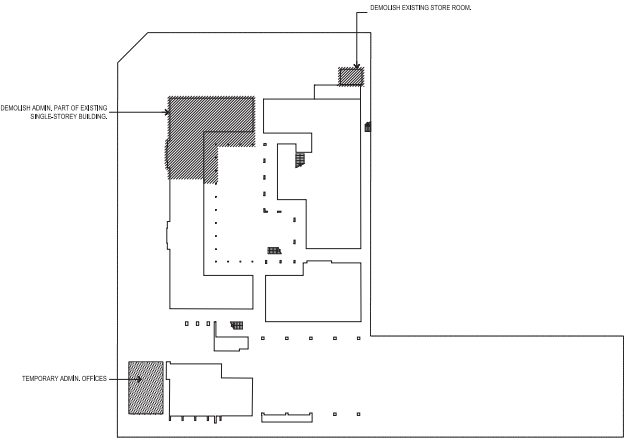 DEMOLISH EXISTING STORE ROOM.
DEMOLISH ADMIN. PART OF EXISTING
SINGLE-STOREY BUILDING.
TEMPORARY ADMIN. OFFICES